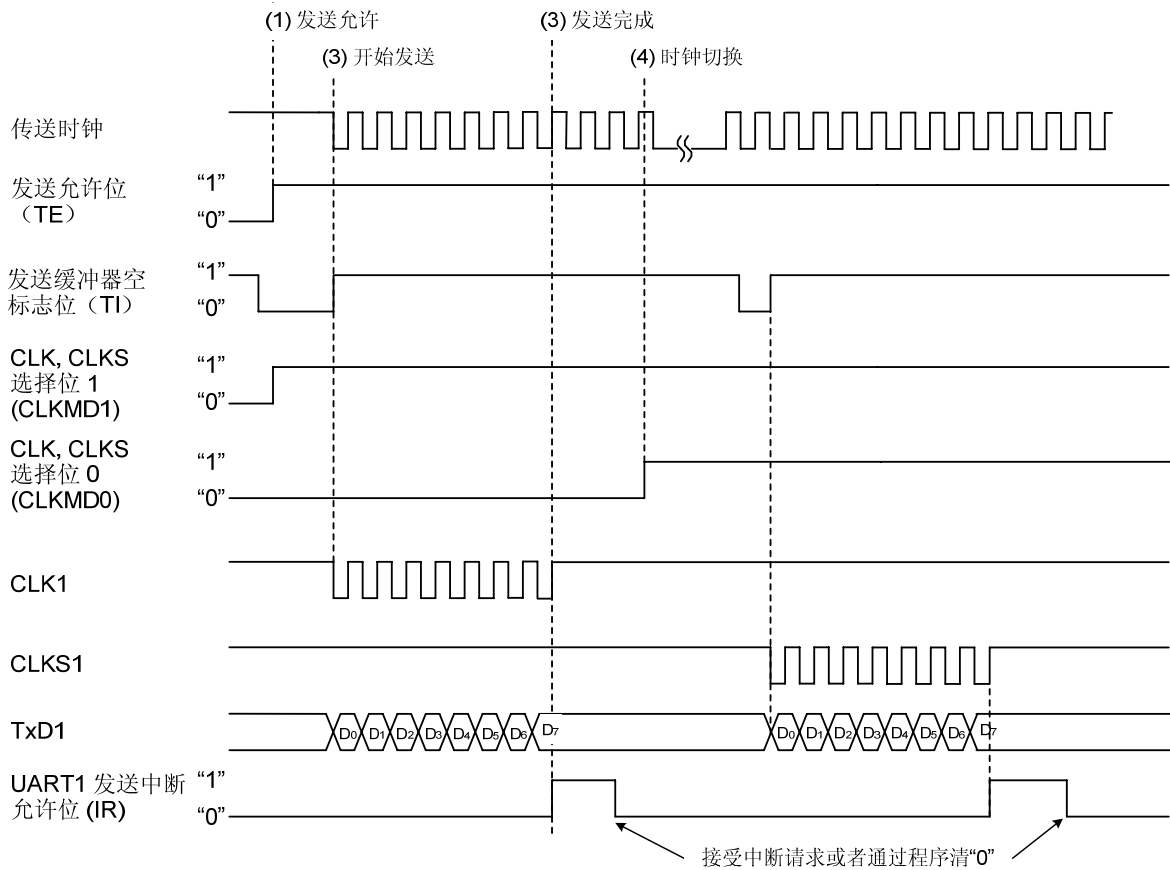 (1) 发送允许
(3) 发送完成
(3) 开始发送
(4) 时钟切换
传送时钟
发送允许位
（TE）
“1”
“0”
发送缓冲器空
标志位（TI）
“1”
“0”
CLK, CLKS
选择位 1
(CLKMD1)
“1”
“0”
CLK, CLKS
选择位 0
(CLKMD0)
“1”
“0”
CLK1
CLKS1
TxD1
D0 D1 D2 D3 D4 D5 D6 D7
D0 D1 D2 D3 D4 D5 D6 D7
UART1 发送中断
允许位 (IR)
“1”
“0”
接受中断请求或者通过程序清“0”